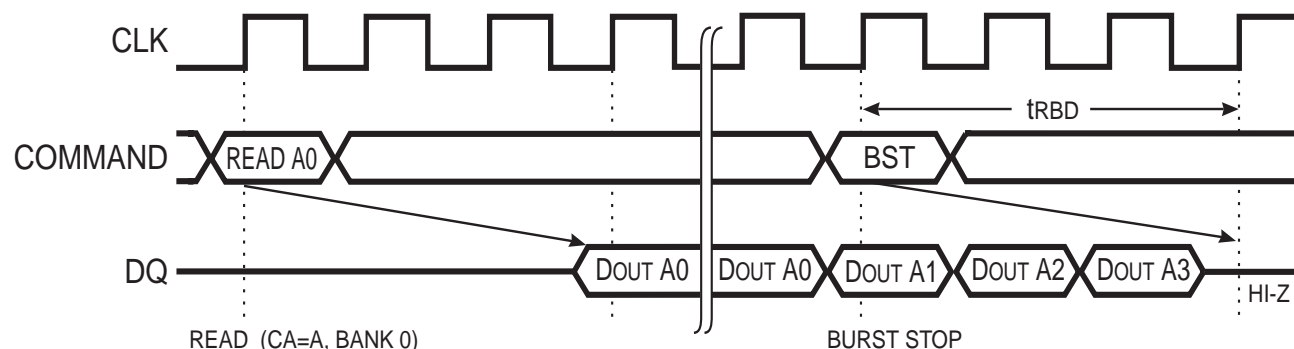 CLK
tRBD
COMMAND READ A0 BST
DQ DOUT A0 DOUT A0 DOUT A1 DOUT A2 DOUT A3
HI-Z
READ (CA=A, BANK 0) BURST STOP